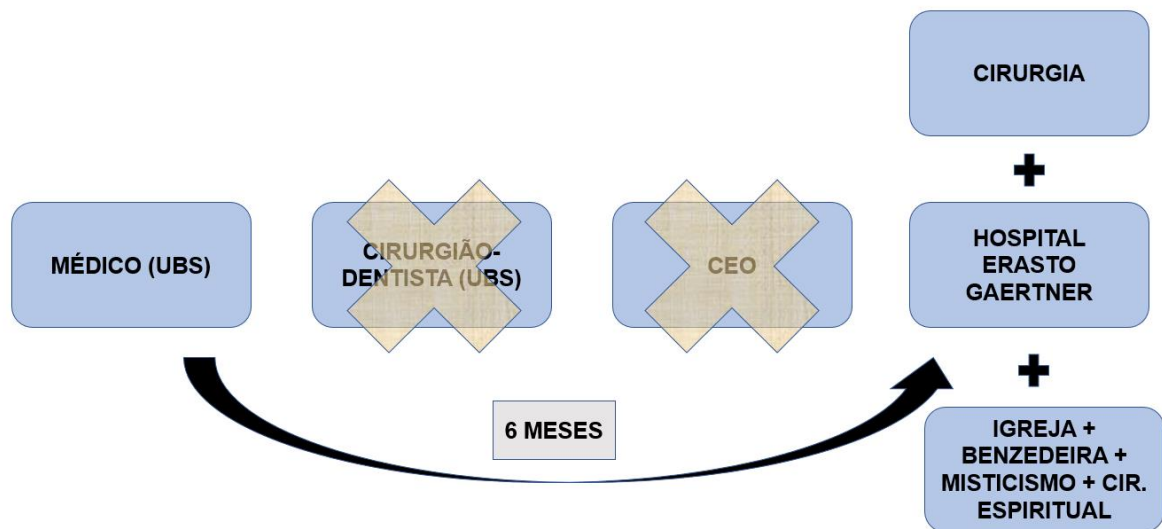 CIRURGIA
MÉDICO (UBS)
CIRURGIÃO-
DENTISTA (UBS)
CEO
HOSPITAL
ERASTO
GAERTNER
6 MESES
IGREJA +
BENZEDEIRA +
MISTICISMO + CIR.
ESPIRITUAL